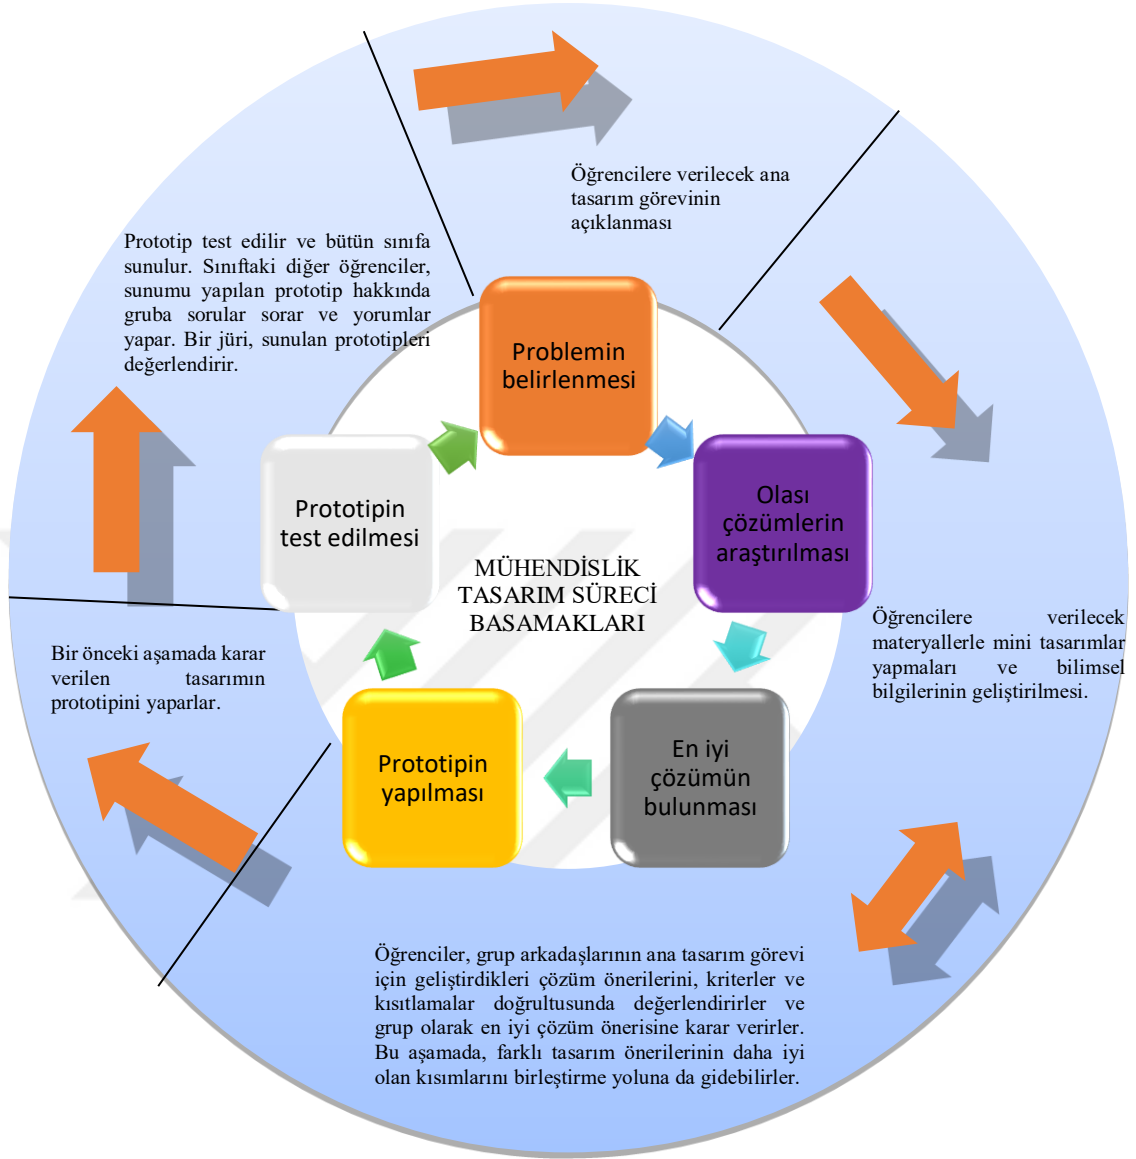 Öğrencilere verilecek ana
tasarım görevinin
açıklanması
Prototip test edilir ve bütün sınıfa
sunulur. Sınıftaki diğer öğrenciler,
sunumu yapılan prototip hakkında
gruba sorular sorar ve yorumlar
yapar. Bir jüri, sunulan prototipleri
değerlendirir.
Problemin
belirlenmesi
Olası
çözümlerin
araştırılması
Prototipin
test edilmesi
MÜHENDİSLİK
TASARIM SÜRECİ
BASAMAKLARI
Öğrencilere verilecek
materyallerle mini tasarımlar
yapmaları ve bilimsel
bilgilerinin geliştirilmesi.
Bir önceki aşamada karar
verilen tasarımın
prototipini yaparlar.
Prototipin
yapılması
En iyi
çözümün
bulunması
Öğrenciler, grup arkadaşlarının ana tasarım görevi
için geliştirdikleri çözüm önerilerini, kriterler ve
kısıtlamalar doğrultusunda değerlendirirler ve
grup olarak en iyi çözüm önerisine karar verirler.
Bu aşamada, farklı tasarım önerilerinin daha iyi
olan kısımlarını birleştirme yoluna da gidebilirler.